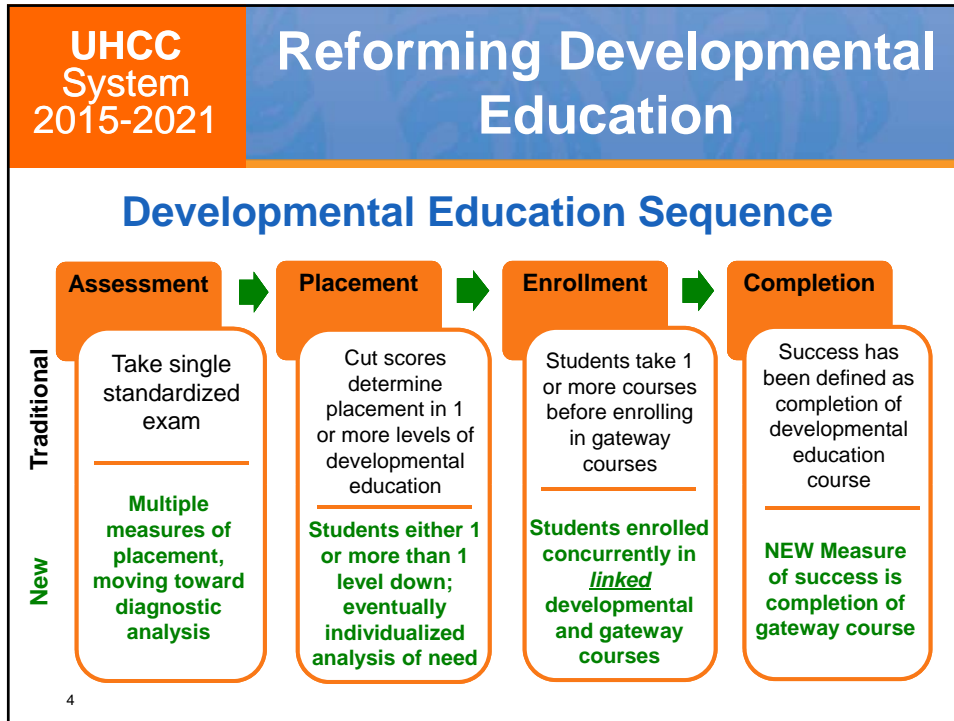 UHCC
System
2015-2021
Reforming Developmental
Education
Developmental Education Sequence
Assessment
Placement
Enrollment
Completion
Traditional
Take single
standardized
exam
Cut scores
determine
placement in 1
or more levels of
developmental
education
Students take 1
or more courses
before enrolling
in gateway
courses
Success has
been defined as
completion of
developmental
education
course
New
Multiple
measures of
placement,
moving toward
diagnostic
analysis
Students either 1
or more than 1
level down;
eventually
individualized
analysis of need
Students enrolled
concurrently in
linked
developmental
and gateway
courses
NEW Measure
of success is
completion of
gateway course
4